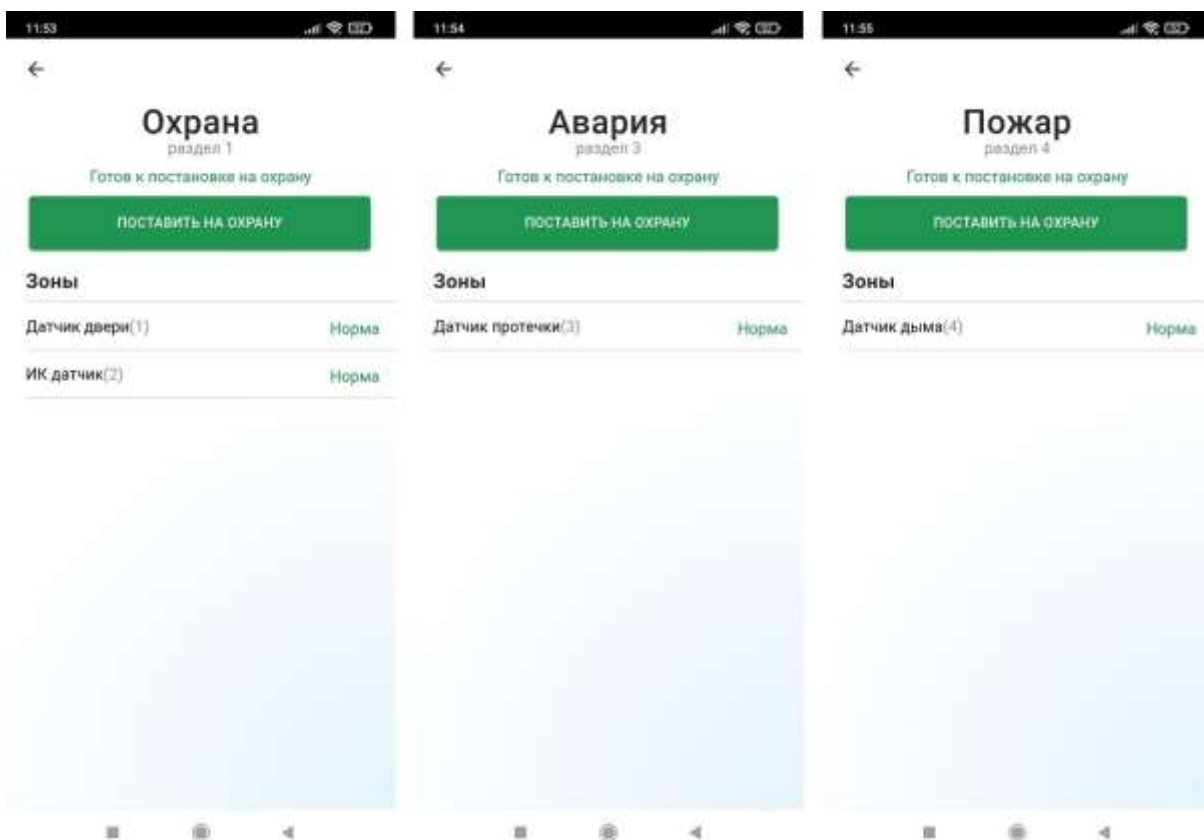 11:53
Охрана
раздел 1
Готов к постановке на охрану
ПОСТАВИТЬ НА ОХРАНУ
Зоны
Датчик двери(1) Норма
ИК датчик(2) Норма
11:54
Авария
раздел 3
Готов к постановке на охрану
ПОСТАВИТЬ НА ОХРАНУ
Зоны
Датчик протечки(3) Норма
11:55
Пожар
раздел 4
Готов к постановке на охрану
ПОСТАВИТЬ НА ОХРАНУ
Зоны
Датчик дыма(4) Норма